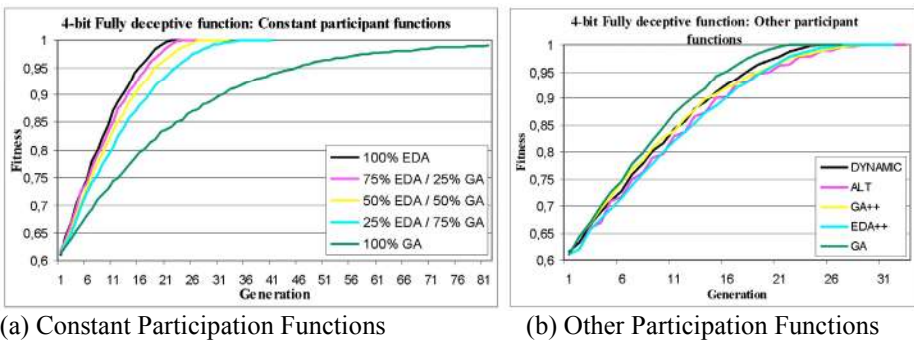 4-bit Fully deceptive function: Constant participant functions
1
0,95
0,9
0,85
0,8
0,75
0,7
0,65
0,6
Fitness
100% EDA
75% EDA / 25% GA
50% EDA / 50% GA
25% EDA / 75% GA
100% GA
1 6 11 16 21 26 31 36 41 46 51 56 61 66 71 76 81
Generation
(a) Constant Participation Functions
4-bit Fully deceptive function: Other participant
functions
1
0,95
0,9
0,85
0,8
0,75
0,7
0,65
0,6
Fitness
DYNAMIC
ALT
GA++
EDA++
GA
1 6 11 16 21 26 31
Generation
(b) Other Participation Functions